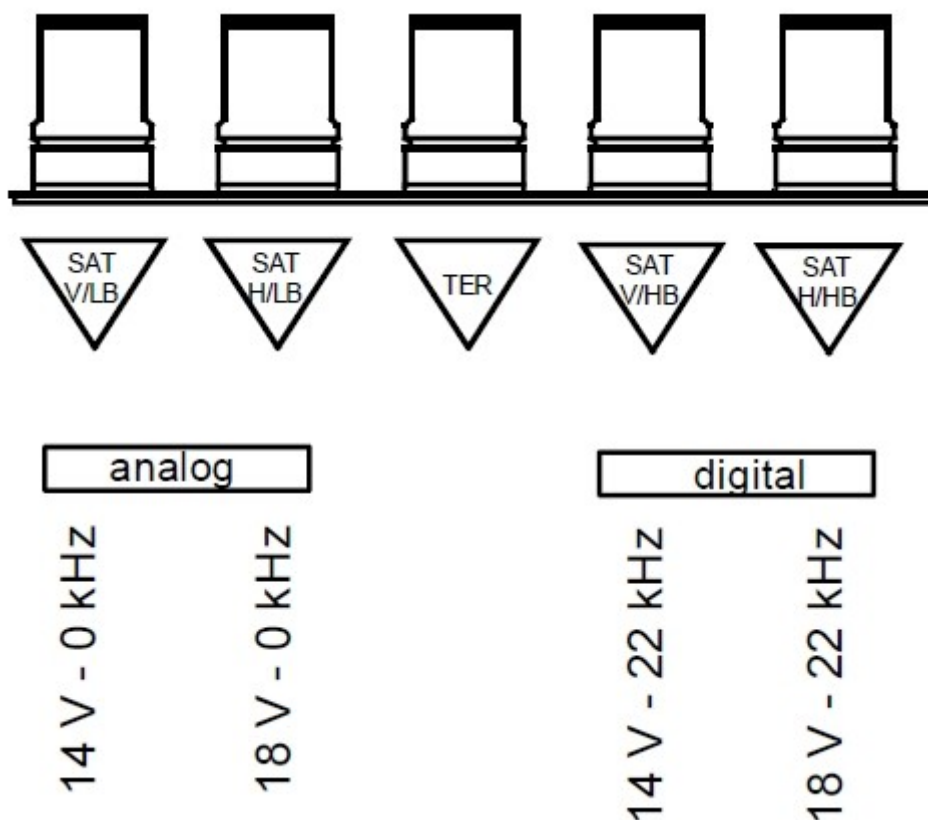 SAT
V/LB
SAT
H/LB
TER
SAT
V/HB
SAT
H/HB
analog
digital
14 V - 0 kHz
18 V - 0 kHz
14 V - 22 kHz
18 V - 22 kHz